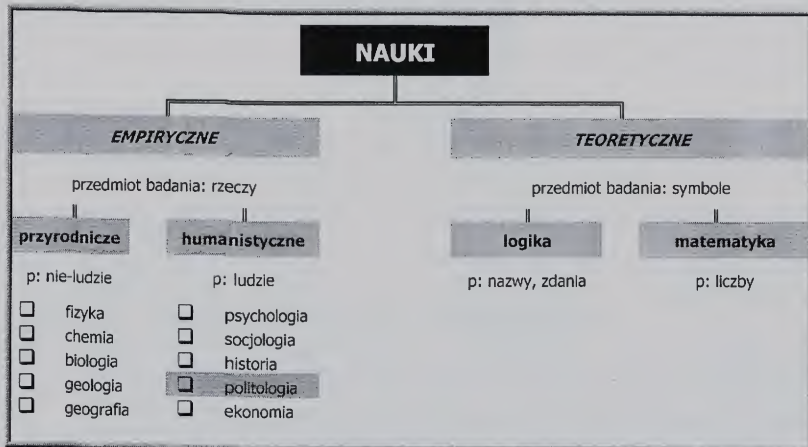 NAUKI
EMPIRYCZNE
przedmiot badania: rzeczy
przyrodnicze
p: nie-ludzie
fizyka
chemia
biologia
geologia
geografia
humanistyczne
p: ludzie
psychologia
socjologia
historia
politologia
ekonomia
TEORETYCZNE
przedmiot badania: symbole
logika
p: nazwy, zdania
matematyka
p: liczby